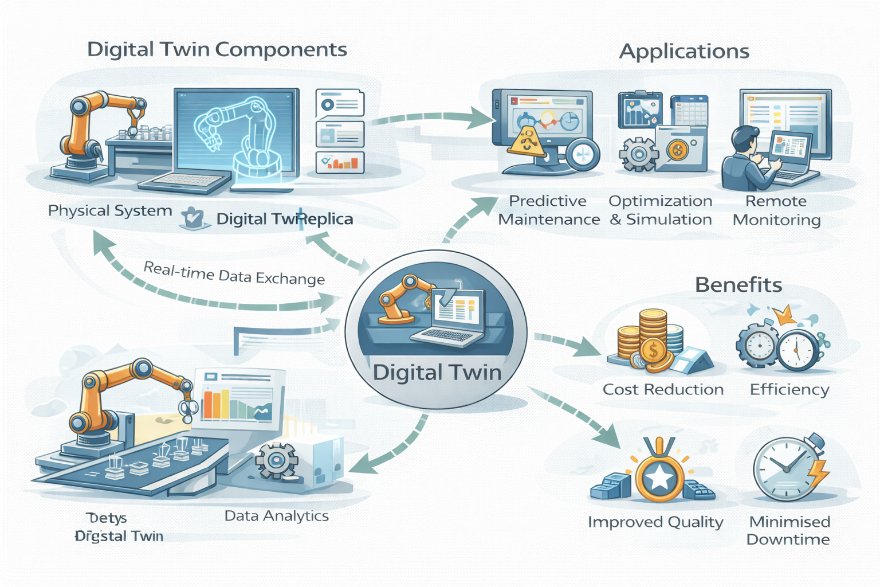 Digital Twin Components
Applications
Physical System
Digital TwiReplica
Predictive
Maintenance
Optimization
& Simulation
Remote
Monitoring
Real-time Data Exchange
Digital Twin
Benefits
Cost Reduction
Efficiency
Data Analytics
Detys
Digstal Twin
Improved Quality
Minimised
Downtime